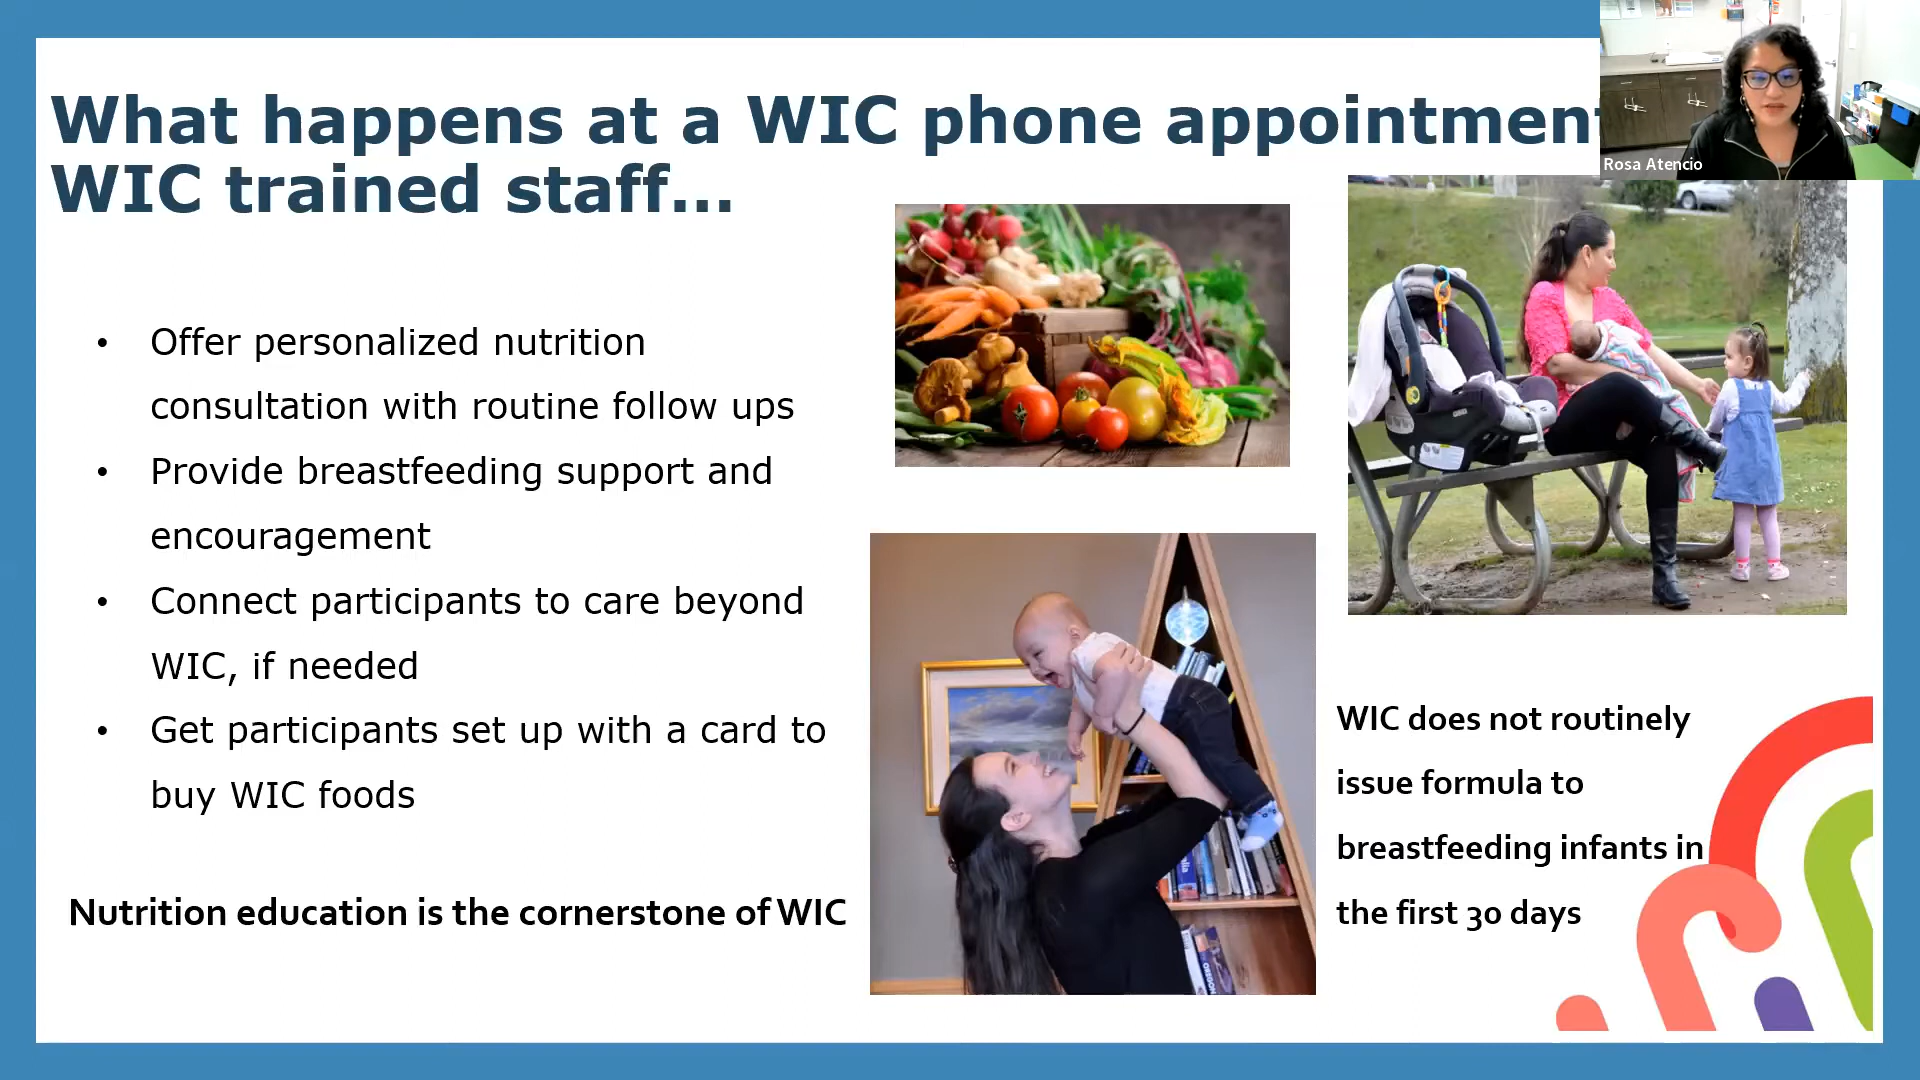 What happens at a WIC phone appointment
WIC trained staff...
Rosa Atencio
• Offer personalized nutrition
consultation with routine follow ups
• Provide breastfeeding support and
encouragement
• Connect participants to care beyond
WIC, if needed
• Get participants set up with a card to
buy WIC foods
Nutrition education is the cornerstone of WIC
WIC does not routinely
issue formula to
breastfeeding infants in
the first 30 days
OREGON